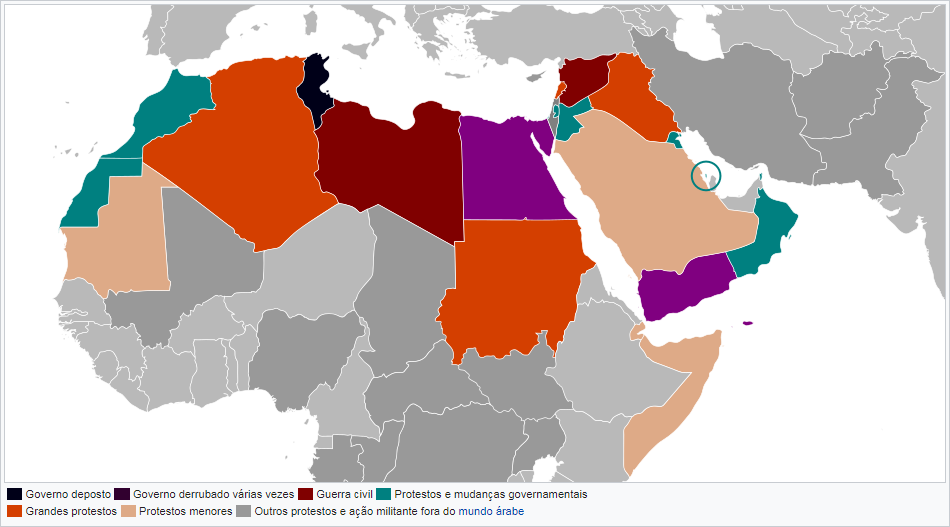 Governo deposto Governo derrubado várias vezes Guerra civil Protestos e mudanças governamentais
Grandes protestos Protestos menores Outros protestos e ação militante fora do mundo árabe